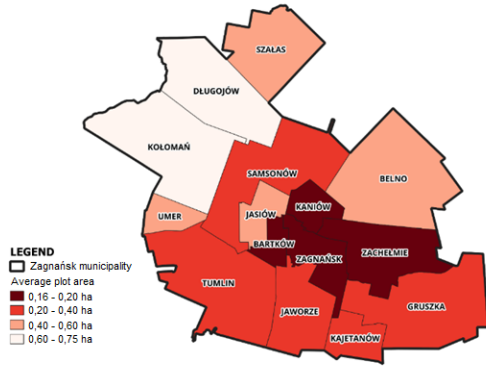 SZAŁAS
DŁUGOJÓW
KOŁOMAŃ
SAMSONÓW
BELNO
KANIÓW
JASIÓW
UMER
BARTKÓW
ZACHEŁMIE
ZAGNAŃSK
TUMLIN
GRUSZKA
JAWORZE
KAJETANÓW
LEGEND
Zagnańsk municipality
Average plot area
0,16 - 0,20 ha
0,20 - 0,40 ha
0,40 - 0,60 ha
0,60 - 0,75 ha